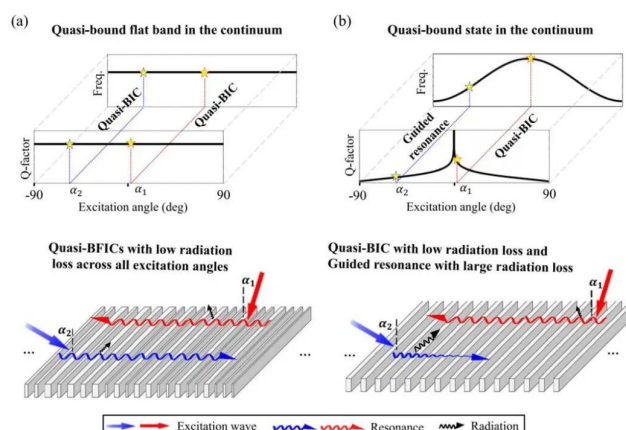 (a)
Quasi-bound flat band in the continuum
Freq.
Quasi-BIC
Quasi-BIC
Q-factor
-90
α₂
α₁
90
Excitation angle (deg)
Quasi-BFICs with low radiation
loss across all excitation angles
α₁
α₂
...
...
(b)
Quasi-bound state in the continuum
Freq.
Guided
resonance
Quasi-BIC
Q-factor
-90
α₂
α₁
90
Excitation angle (deg)
Quasi-BIC with low radiation loss and
Guided resonance with large radiation loss
α₁
α₂
...
...
Excitation wave
Resonance
Radiation